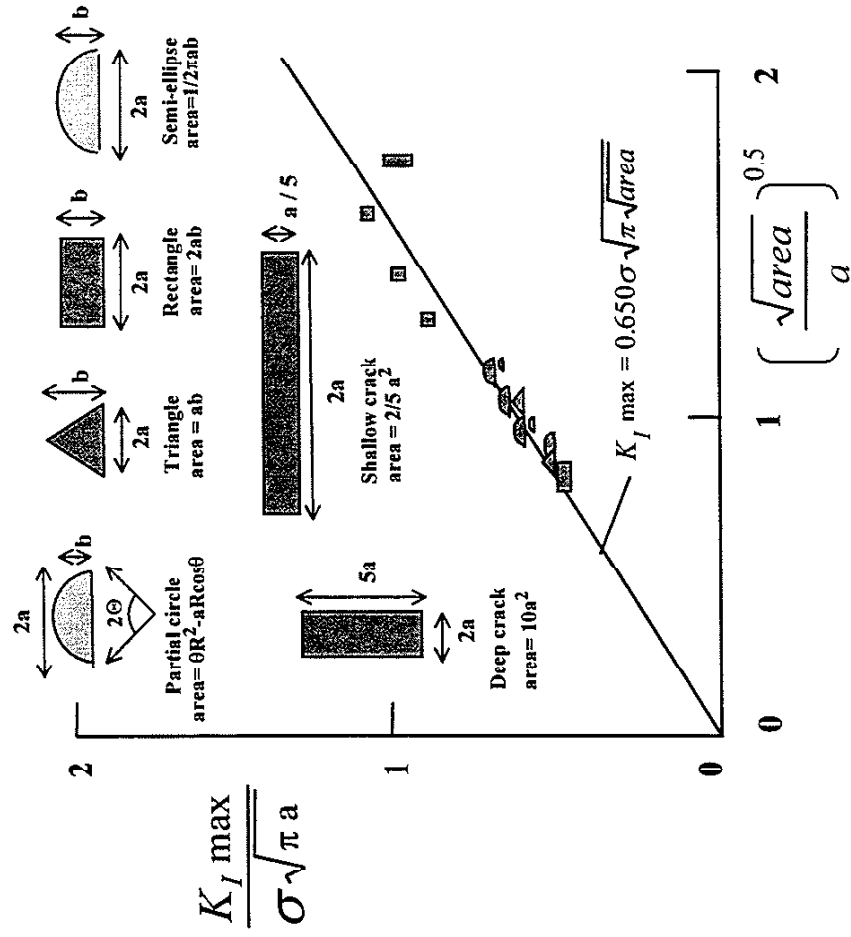 K_I max
σ√π a
2
1
0
0
1
2
2a
b
2Θ
Partial circle
area= θR²-aRcosθ
b
2a
Triangle
area = ab
b
2a
Rectangle
area= 2ab
b
2a
Semi-ellipse
area=1/2πab
5a
2a
Deep crack
area= 10a²
a / 5
2a
Shallow crack
area = 2/5 a²
K_I max = 0.650σ√π√area
(√area / a)^0.5